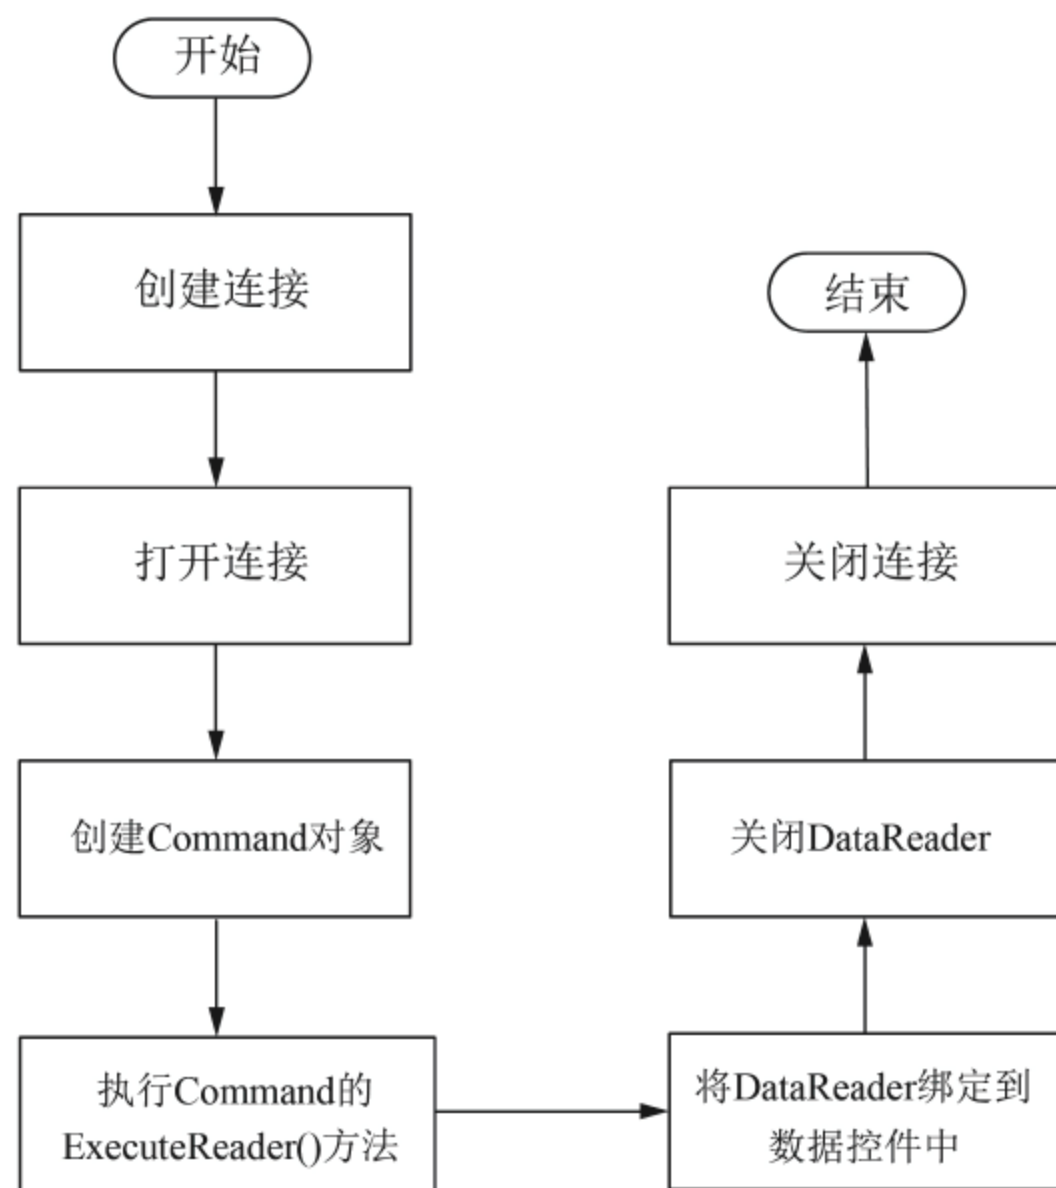 开始
创建连接
打开连接
创建Command对象
执行Command的
ExecuteReader()方法
将DataReader绑定到
数据控件中
关闭DataReader
关闭连接
结束